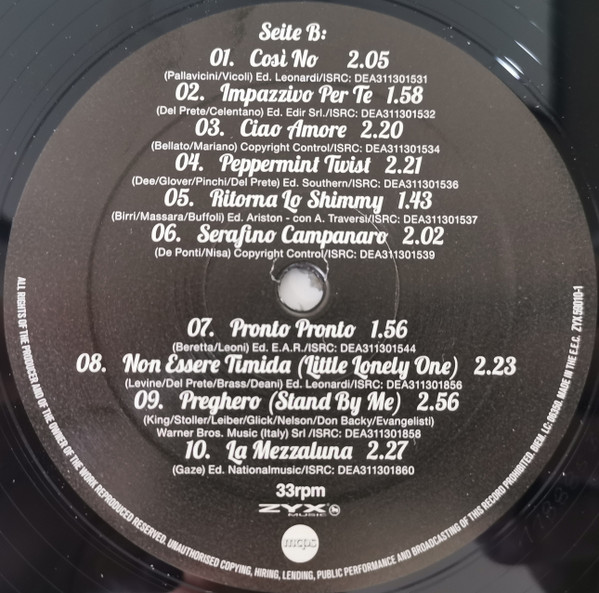 Seite B:
01. Così No 2.05
(Pallavicini/Vicoli) Ed. Leonardi/ISRC: DEA311301531
02. Impazzivo Per Te 1.58
(Del Prete/Celentano) Ed. Edir Srl./ISRC: DEA311301532
03. Ciao Amore 2.20
(Bellato/Mariano) Copyright Control/ISRC: DEA311301534
04. Peppermint Twist 2.21
(Dee/Glover/Pinchi/Del Prete) Ed. Southern/ISRC: DEA311301536
05. Ritorna Lo Shimmy 1.43
(Birri/Massara/Buffoli) Ed. Ariston - con A. Traversi/ISRC: DEA311301537
06. Serafino Campanaro 2.02
(De Ponti/Nisa) Copyright Control/ISRC: DEA311301539
07. Pronto Pronto 1.56
(Beretta/Leoni) Ed. E.A.R./ISRC: DEA311301544
08. Non Essere Timida (Little Lonely One) 2.23
(Levine/Del Prete/Brass/Deani) Ed. Leonardi/ISRC: DEA311301856
09. Pregherò (Stand By Me) 2.56
(King/Stoller/Leiber/Glick/Nelson/Don Backy/Evangelisti)
Warner Bros. Music (Italy) Srl /ISRC: DEA311301858
10. La Mezzaluna 2.27
(Gaze) Ed. Nationalmusic/ISRC: DEA311301860
33rpm
ZYX
MUSIC
mcps
ALL RIGHTS OF THE PRODUCER AND OF THE OWNER OF THE WORK REPRODUCED RESERVED. UNAUTHORISED COPYING, HIRING, LENDING, PUBLIC PERFORMANCE AND BROADCASTING OF THIS RECORD PROHIBITED. BIEM. LC: 06350. MADE IN THE E.E.C. ZYX 56010-1